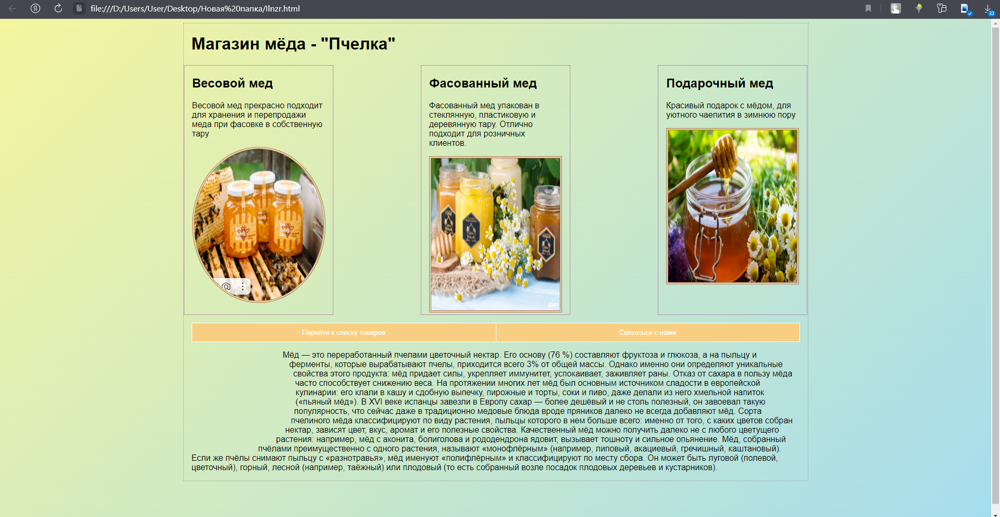 file:///D:/Users/User/Desktop/Новая%20папка/Ilnzr.html
33
Магазин мёда - "Пчелка"
Весовой мед
Весовой мед прекрасно подходит
для хранения и перепродажи
меда при фасовке в собственную
тару
Фасованный мед
Фасованный мед упакован в
стеклянную, пластиковую и
деревянную тару. Отлично
подходит для розничных
клиентов.
Подарочный мед
Красивый подарок с мёдом, для
уютного чаепития в зимнюю пору
Перейти к списку товаров
Связаться с нами
Мёд — это переработанный пчелами цветочный нектар. Его основу (76 %) составляют фруктоза и глюкоза, а на пыльцу и
ферменты, которые вырабатывают пчелы, приходится всего 3% от общей массы. Однако именно они определяют уникальные
свойства этого продукта: мёд придает силы, укрепляет иммунитет, успокаивает, заживляет раны. Отказ от сахара в пользу мёда
часто способствует снижению веса. На протяжении многих лет мёд был основным источником сладости в европейской
кулинарии: его клали в кашу и сдобную выпечку, пирожные и торты, соки и пиво, даже делали из него хмельной напиток
(«пьяный мёд»). В XVI веке испанцы завезли в Европу сахар — более дешёвый и не столь полезный, он завоевал такую
популярность, что сейчас даже в традиционно медовые блюда вроде пряников далеко не всегда добавляют мёд. Сорта
пчелиного мёда классифицируют по виду растения, пыльцы которого в нем больше всего: именно от того, с каких цветов собран
нектар, зависят цвет, вкус, аромат и его полезные свойства. Качественный мёд можно получить далеко не с любого цветущего
растения: например, мёд с аконита, болиголова и рододендрона ядовит, вызывает тошноту и сильное опьянение. Мёд, собранный
пчёлами преимущественно с одного растения, называют «монофлёрным» (например, липовый, акациевый, гречишный, каштановый).
Если же пчёлы снимают пыльцу с «разнотравья», мёд именуют «полифлёрным» и классифицируют по месту сбора. Он может быть луговой (полевой,
цветочный), горный, лесной (например, таёжный) или плодовый (то есть собранный возле посадок плодовых деревьев и кустарников).